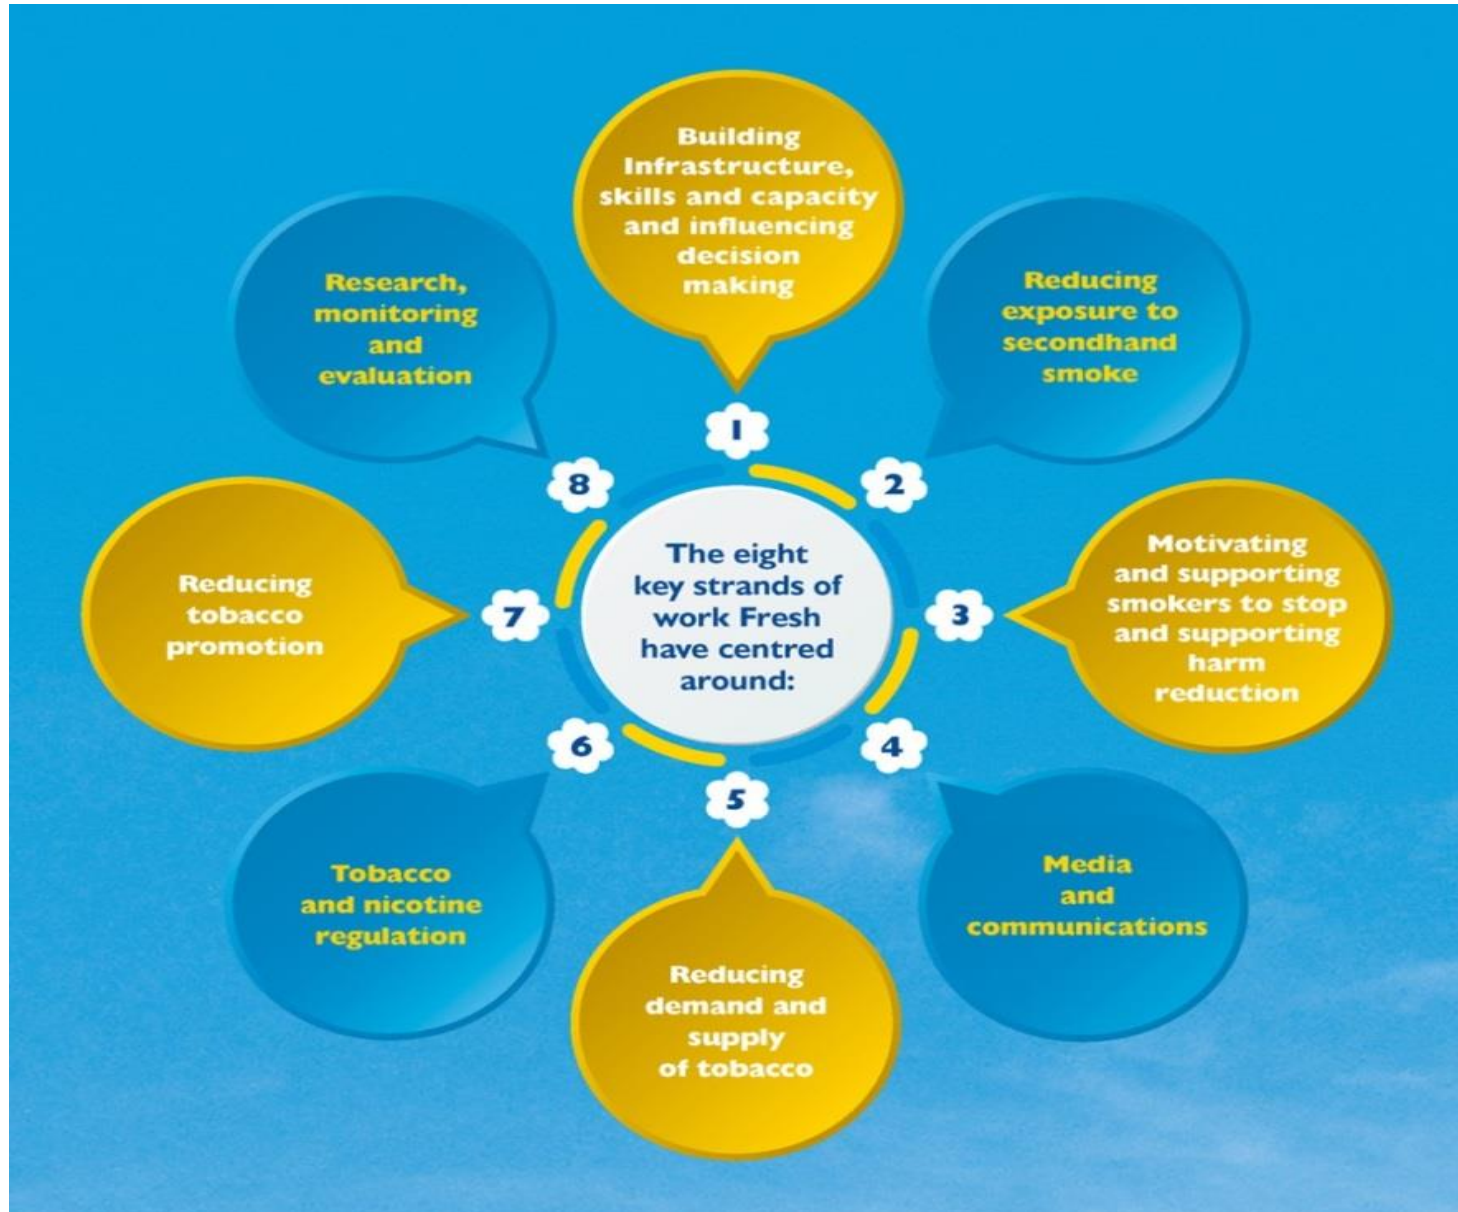 The eight
key strands of
work Fresh
have centred
around:
1
Building
Infrastructure,
skills and capacity
and influencing
decision
making
2
Reducing
exposure to
secondhand
smoke
3
Motivating
and supporting
smokers to stop
and supporting
harm
reduction
4
Media
and
communications
5
Reducing
demand and
supply
of tobacco
6
Tobacco
and nicotine
regulation
7
Reducing
tobacco
promotion
8
Research,
monitoring
and
evaluation